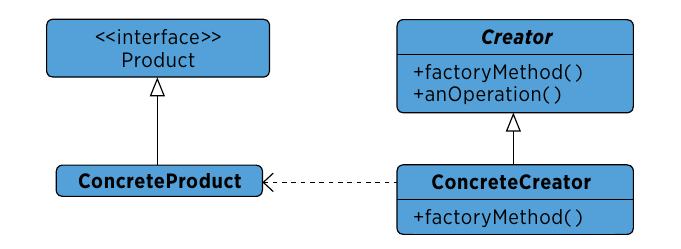 <<interface>>
Product
Creator
+factoryMethod()
+anOperation()
ConcreteProduct
ConcreteCreator
+factoryMethod()